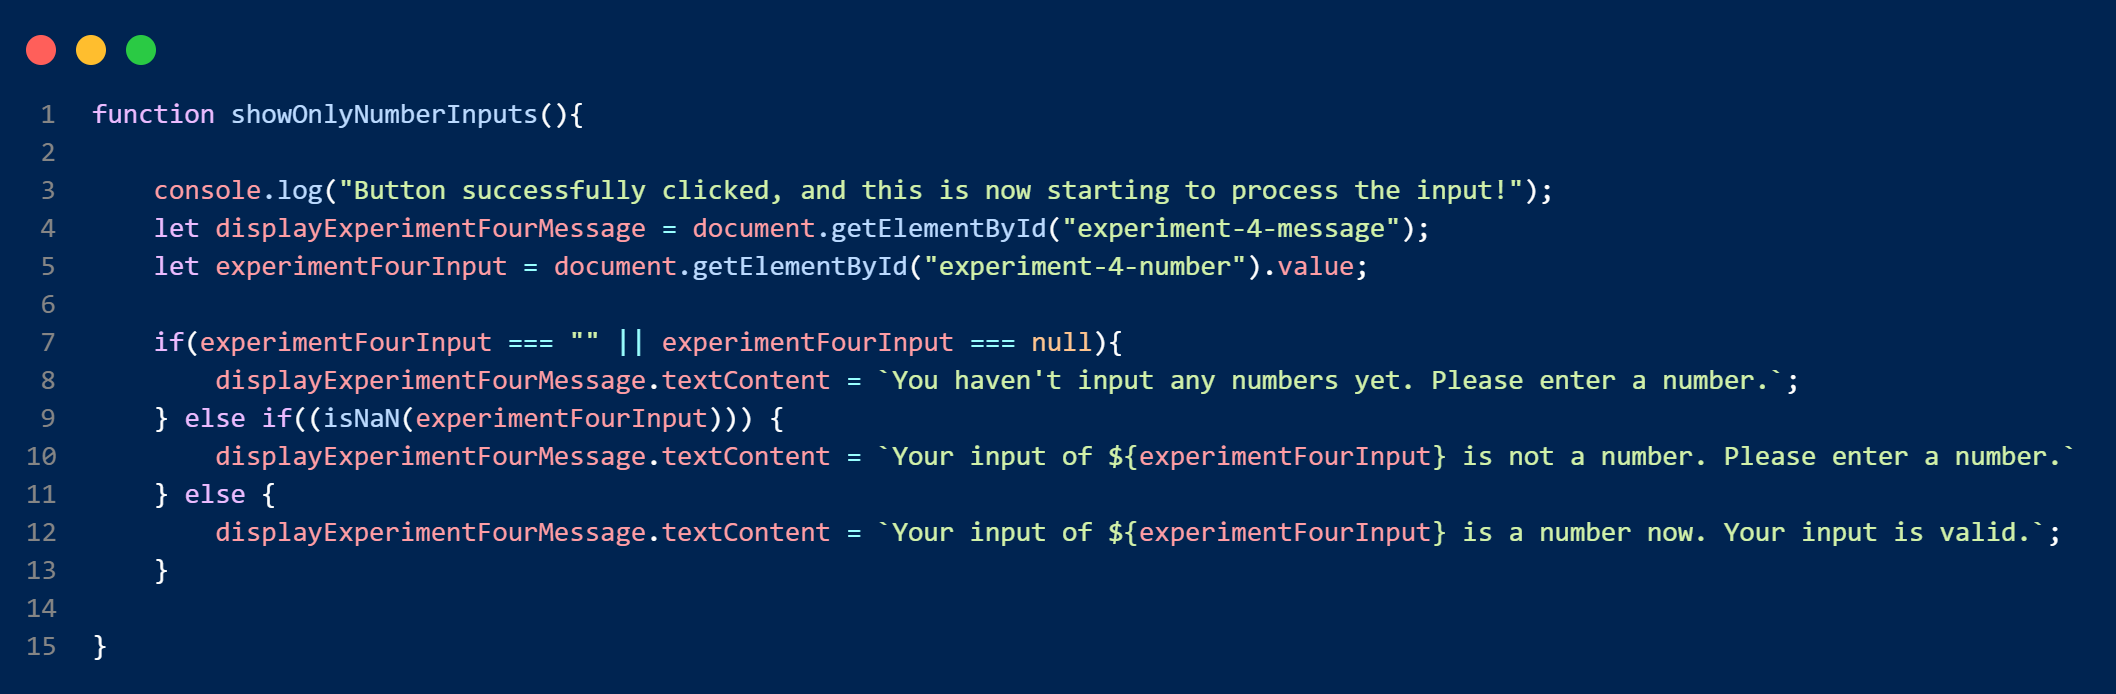 1 function showOnlyNumberInputs(){
2
3     console.log("Button successfully clicked, and this is now starting to process the input!");
4     let displayExperimentFourMessage = document.getElementById("experiment-4-message");
5     let experimentFourInput = document.getElementById("experiment-4-number").value;
6
7     if(experimentFourInput === "" || experimentFourInput === null){
8         displayExperimentFourMessage.textContent = `You haven't input any numbers yet. Please enter a number.`;
9     } else if((isNaN(experimentFourInput))) {
10         displayExperimentFourMessage.textContent = `Your input of ${experimentFourInput} is not a number. Please enter a number.`
11     } else {
12         displayExperimentFourMessage.textContent = `Your input of ${experimentFourInput} is a number now. Your input is valid.`;
13     }
14
15 }